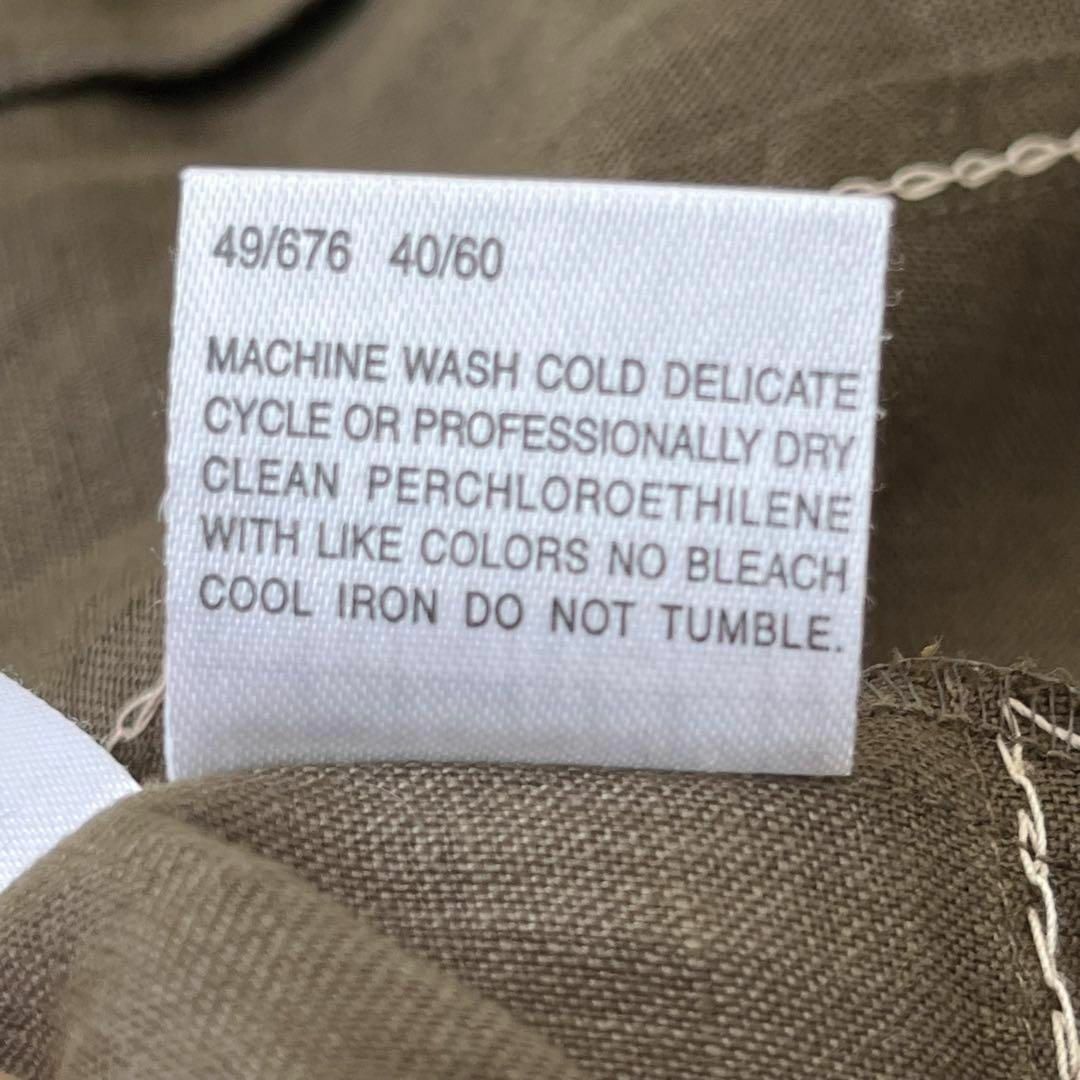 49/676 40/60
MACHINE WASH COLD DELICATE
CYCLE OR PROFESSIONALLY DRY
CLEAN PERCHLOROETHILENE
WITH LIKE COLORS NO BLEACH
COOL IRON DO NOT TUMBLE.